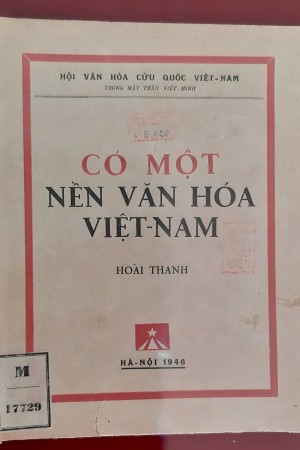 HỘI VĂN HÓA CỨU QUỐC VIỆT-NAM
TRONG MẶT TRẬN VIỆT-MINH
CÓ MỘT
NỀN VĂN HÓA
VIỆT-NAM
HOÀI THANH
HÀ-NỘI 1946
M
17729